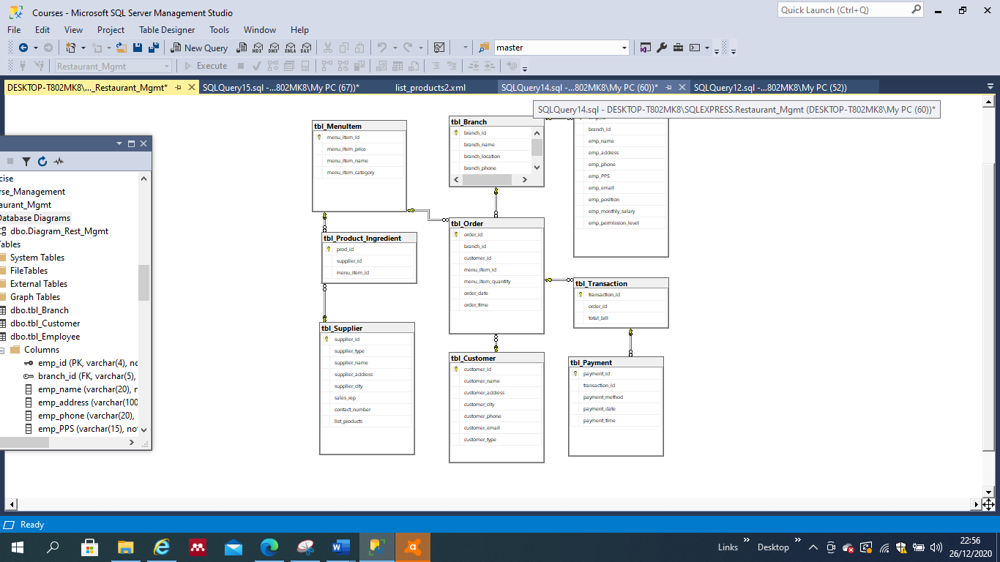 Courses - Microsoft SQL Server Management Studio
Quick Launch (Ctrl+Q)
File Edit View Project Table Designer Tools Window Help
New Query MDX DMX XMLA DAX master
Restaurant_Mgmt Execute
DESKTOP-T802MK8\..._Restaurant_Mgmt* SQLQuery15.sql -...802MK8\My PC (67))* list_products2.xml SQLQuery14.sql -...802MK8\My PC (60))* SQLQuery12.sql -...802MK8\My PC (52))
SQLQuery14.sql - DESKTOP-T802MK8\SQLEXPRESS.Restaurant_Mgmt (DESKTOP-T802MK8\My PC (60))*
cise
rse_Management
aurant_Mgmt
Database Diagrams
dbo.Diagram_Rest_Mgmt
Tables
System Tables
FileTables
External Tables
Graph Tables
dbo.tbl_Branch
dbo.tbl_Customer
dbo.tbl_Employee
Columns
emp_id (PK, varchar(4), no
branch_id (FK, varchar(5),
emp_name (varchar(20), n
emp_address (varchar(100
emp_phone (varchar(20),
emp_PPS (varchar(15), no
tbl_MenuItem
menu_item_id
menu_item_price
menu_item_name
menu_item_category
tbl_Product_Ingredient
prod_id
supplier_id
menu_item_id
tbl_Supplier
supplier_id
supplier_type
supplier_name
supplier_address
supplier_city
sales_rep
contact_number
list_products
tbl_Branch
branch_id
branch_name
branch_location
branch_phone
tbl_Order
order_id
branch_id
customer_id
menu_item_id
menu_item_quantity
order_date
order_time
tbl_Customer
customer_id
customer_name
customer_address
customer_city
customer_phone
customer_email
customer_type
branch_id
emp_name
emp_address
emp_phone
emp_PPS
emp_email
emp_position
emp_monthly_salary
emp_permission_level
tbl_Transaction
transaction_id
order_id
total_bill
tbl_Payment
payment_id
transaction_id
payment_method
payment_date
payment_time
Ready
Links Desktop
22:56
26/12/2020